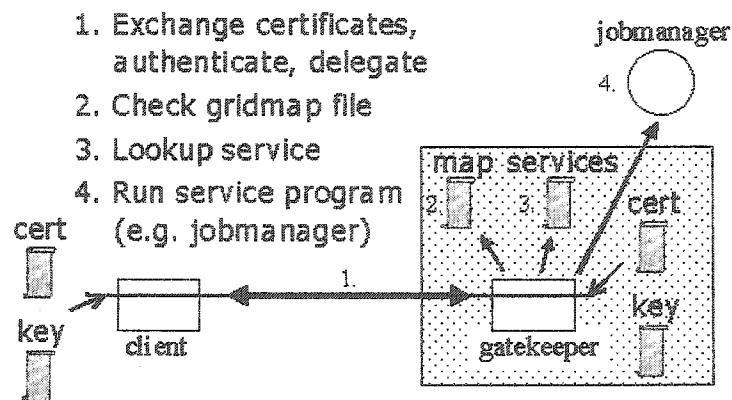 1. Exchange certificates,
authenticate, delegate
2. Check gridmap file
3. Lookup service
4. Run service program
(e.g. jobmanager)
jobmanager
4.
map services
2. 3.
cert
key
cert
key
1.
client
gatekeeper